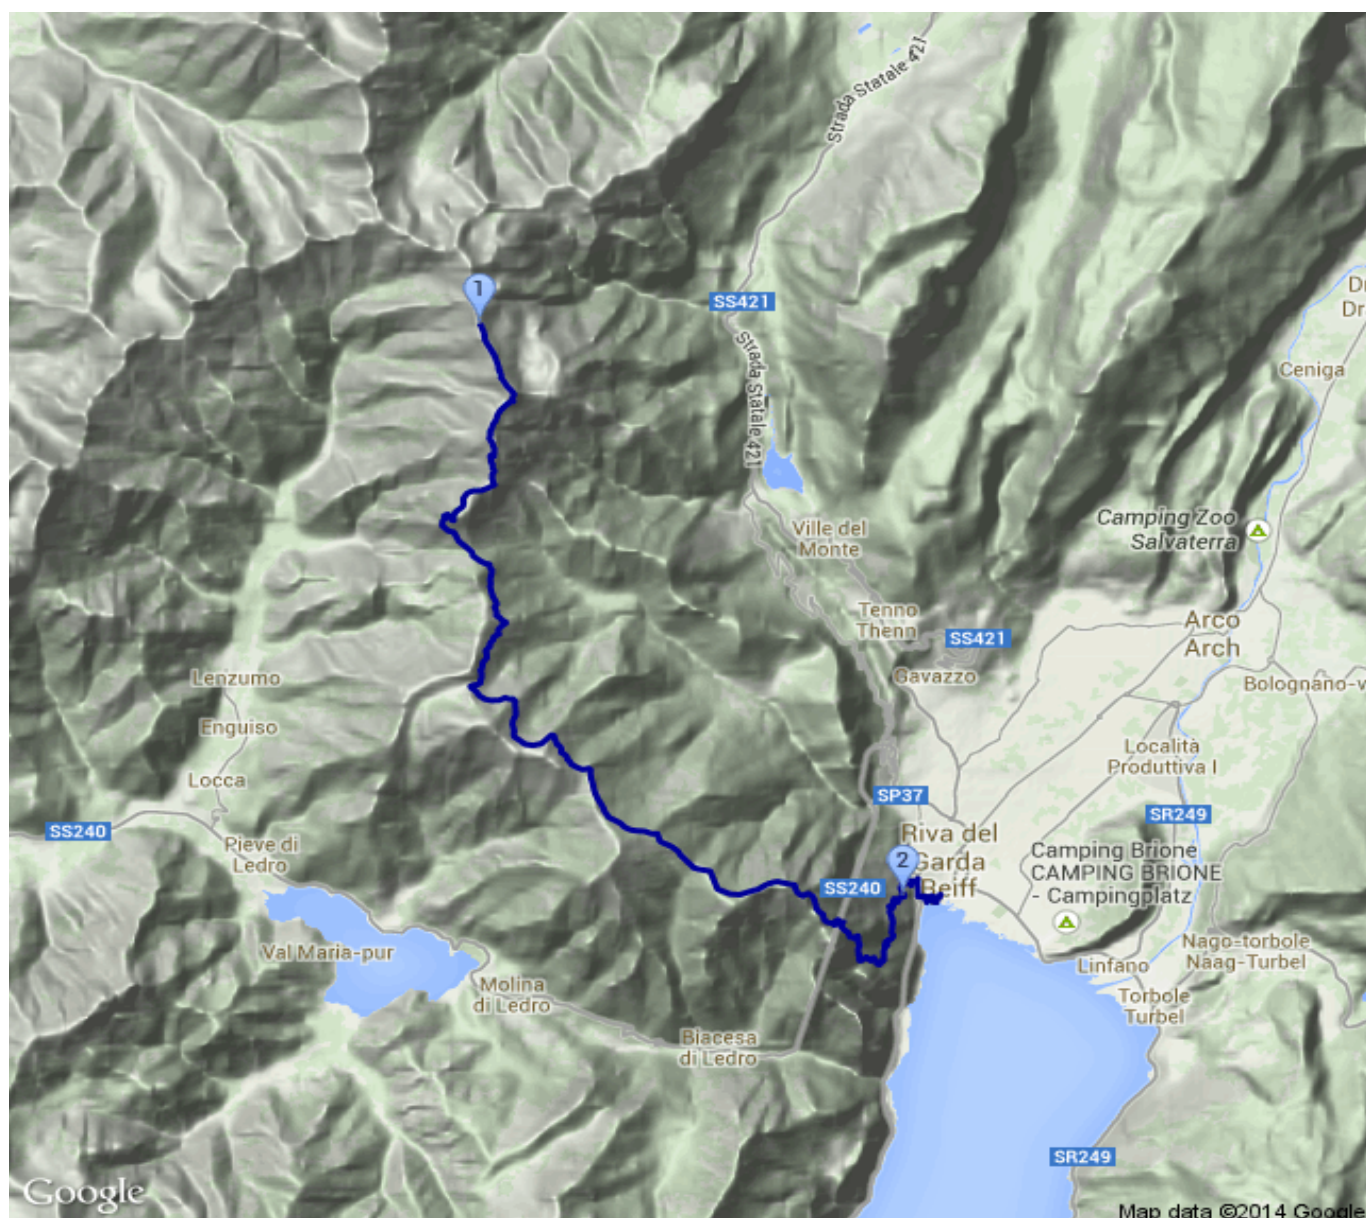 Strada Statale 421
1
SS421
Strada Statale 421
Ceniga
Camping Zoo
Salvaterra
Ville del
Monte
Tenno
Thenn
SS421
Arco
Arch
Gavazzo
Lenzumo
Enguiso
Località
Produttiva I
Locca
SP37
SR249
SS240
Pieve di
Ledro
Riva del
Garda
Reiff
2
SS240
Camping Brione
CAMPING BRIONE
- Campingplatz
Val Maria-pur
Nago-torbole
Naag-Turbel
Linfano
Molina
di Ledro
Torbole
Turbel
Biacesa
di Ledro
SR249
Google
Map data ©2014 Google